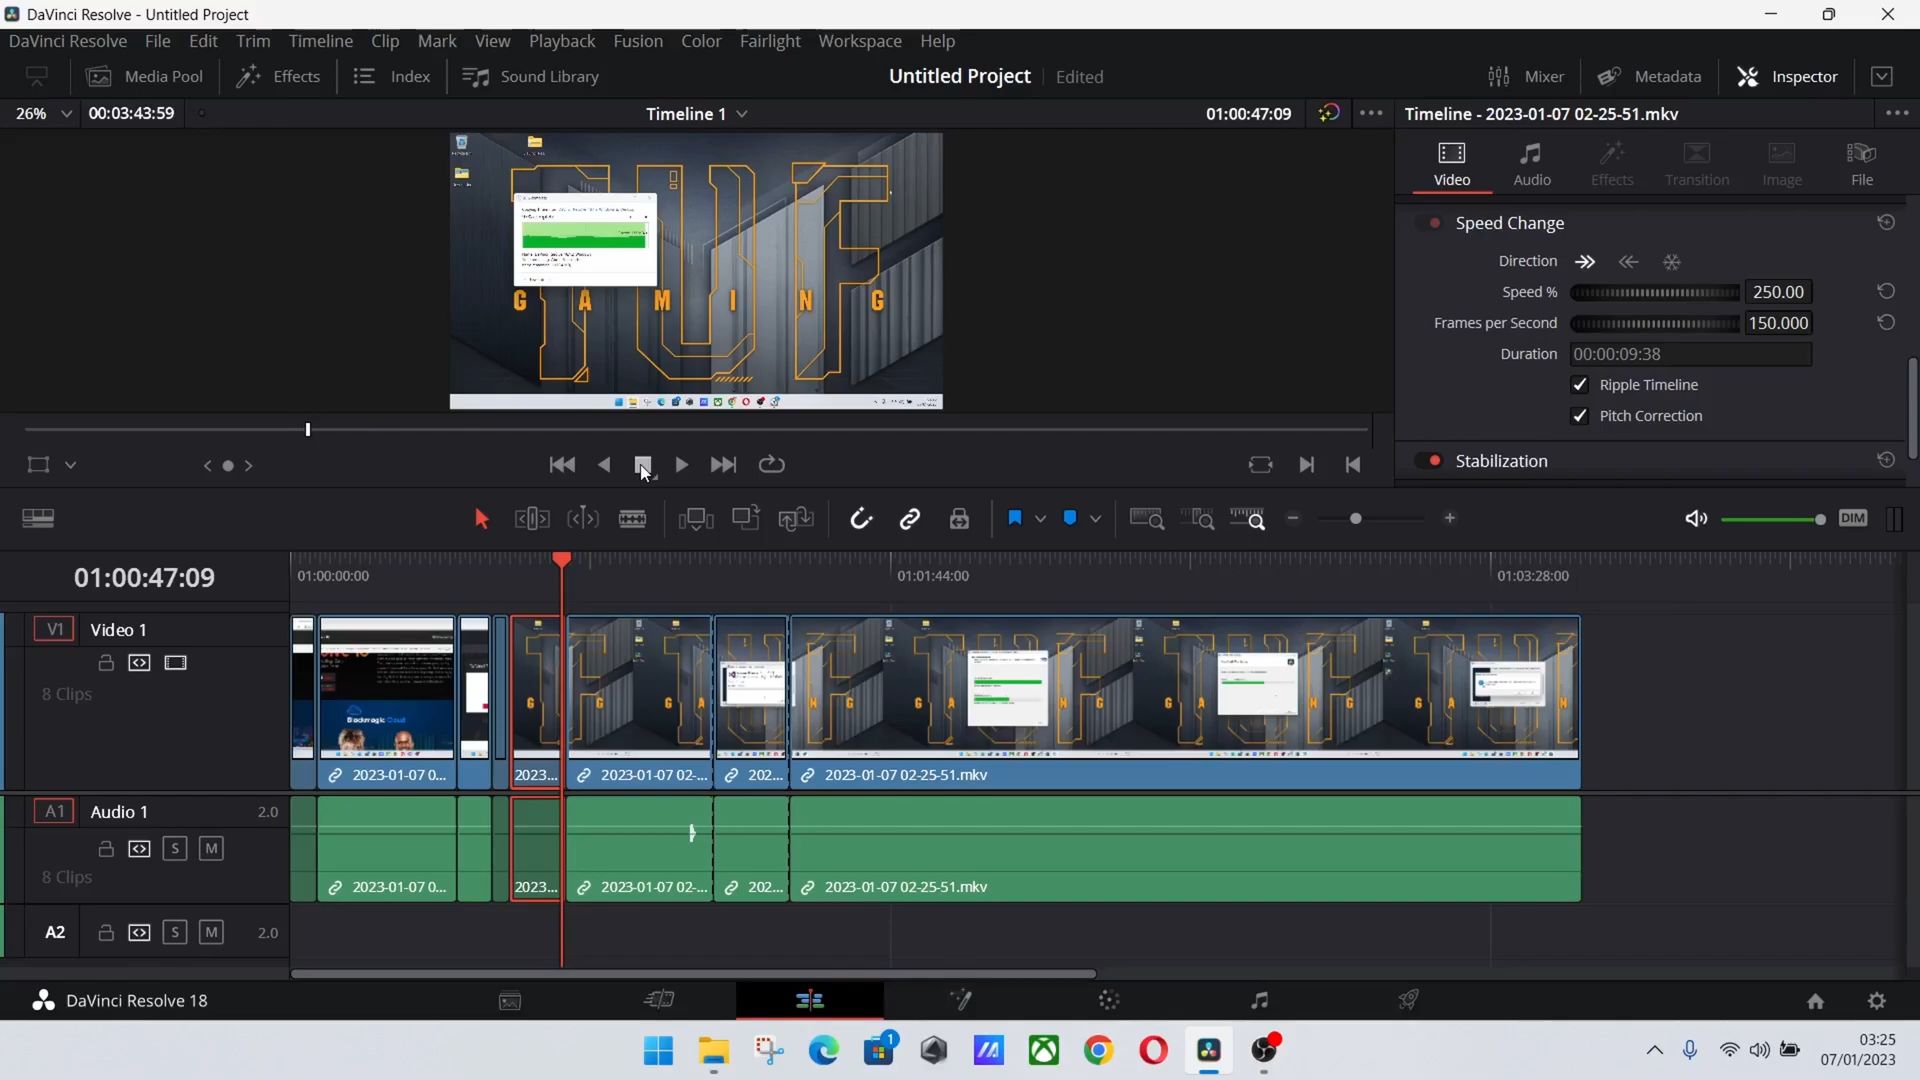 DaVinci Resolve - Untitled Project
DaVinci Resolve File Edit Trim Timeline Clip Mark View Playback Fusion Color Fairlight Workspace Help
Media Pool Effects Index Sound Library Untitled Project Edited Mixer Metadata Inspector
26% 00:03:43:59 Timeline 1 01:00:47:09 Timeline - 2023-01-07 02-25-51.mkv
Video Audio Effects Transition Image File
Speed Change
Direction
Speed % 250.00
Frames per Second 150.000
Duration 00:00:09:38
Ripple Timeline
Pitch Correction
Stabilization
G A M I N G
DIM
01:00:47:09 01:00:00:00 01:01:44:00 01:03:28:00
V1 Video 1
8 Clips
2023-01-07 0... 2023... 2023-01-07 02-... 202... 2023-01-07 02-25-51.mkv
A1 Audio 1 2.0
S M
8 Clips
2023-01-07 0... 2023... 2023-01-07 02-... 202... 2023-01-07 02-25-51.mkv
A2 S M 2.0
DaVinci Resolve 18
1
03:25
07/01/2023